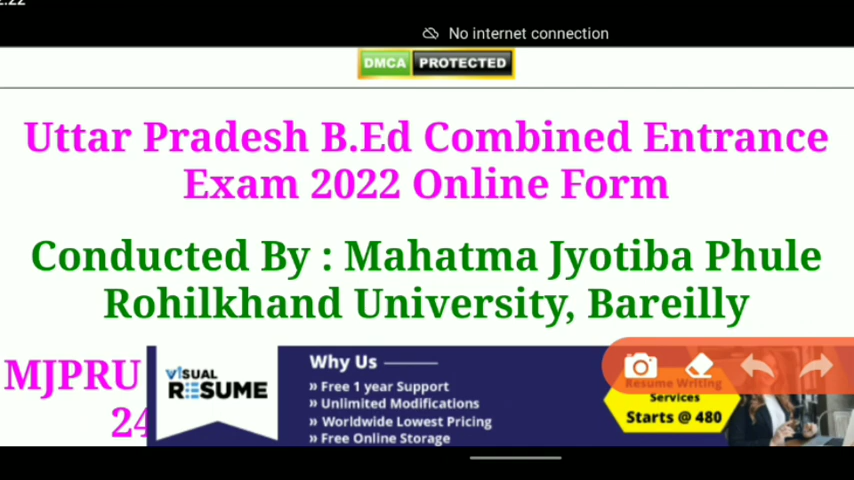 2:22
No internet connection
DMCA PROTECTED
Uttar Pradesh B.Ed Combined Entrance
Exam 2022 Online Form
Conducted By : Mahatma Jyotiba Phule
Rohilkhand University, Bareilly
MJPRU
24
VISUAL
RESUME
Why Us
» Free 1 year Support
» Unlimited Modifications
» Worldwide Lowest Pricing
» Free Online Storage
Resume Writing
Services
Starts @ 480